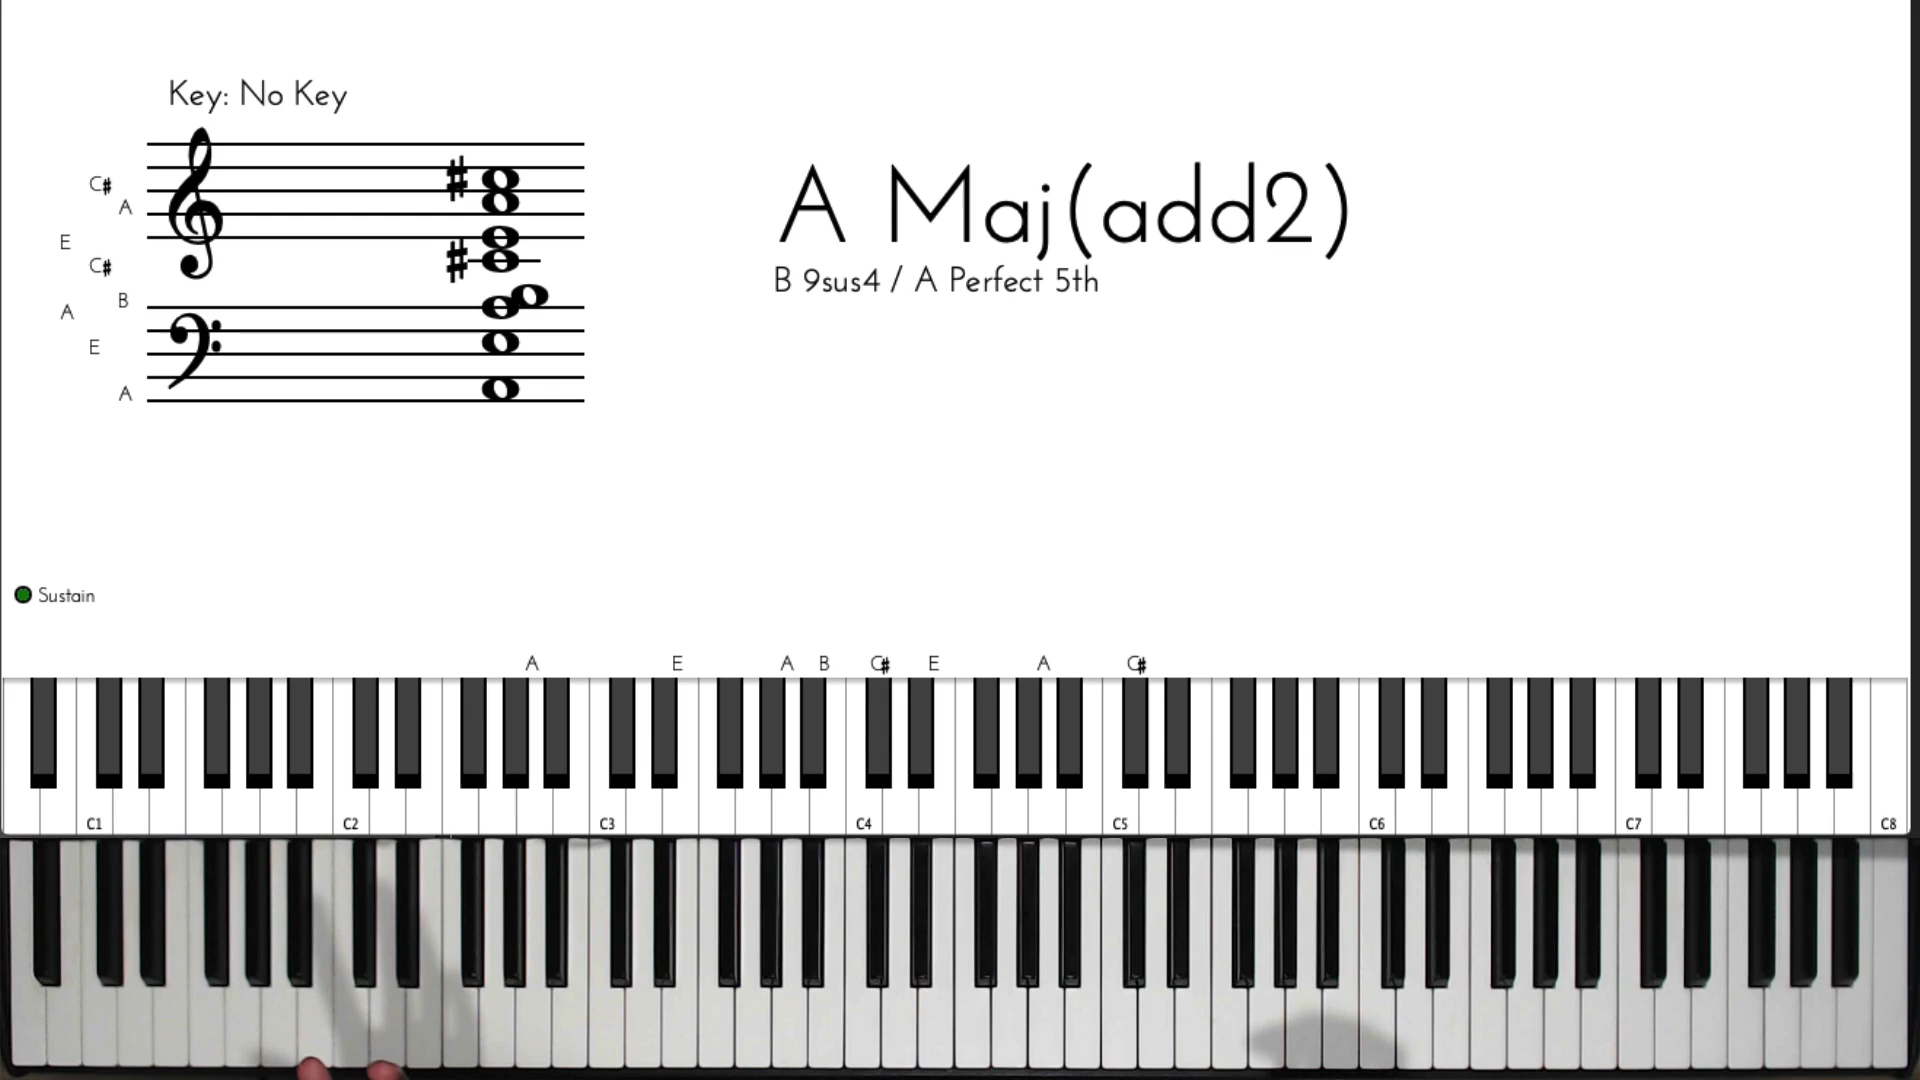 Key: No Key
C#
A
E
C#
B
A
E
A
A Maj(add2)
B 9sus4 / A Perfect 5th
Sustain
A E A B C# E A C#
C1 C2 C3 C4 C5 C6 C7 C8